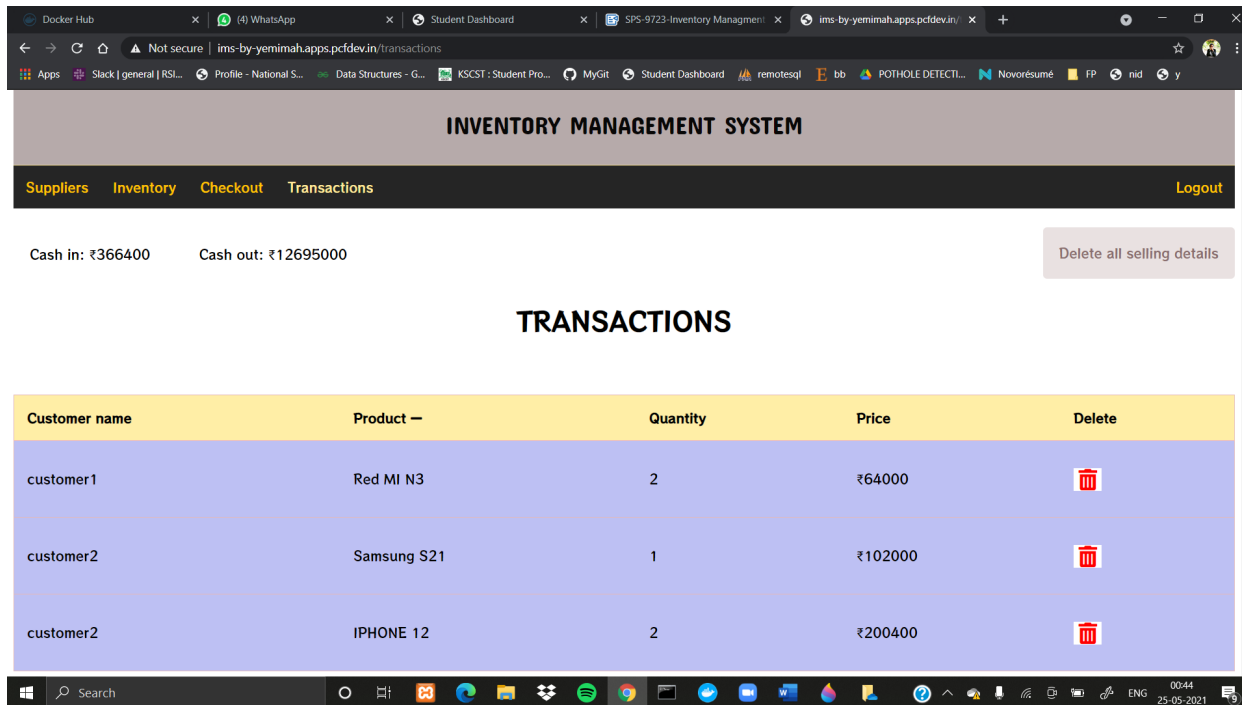 Docker Hub
(4) WhatsApp
Student Dashboard
SPS-9723-Inventory Managment
ims-by-yemimah.apps.pcfdev.in/
Not secure | ims-by-yemimah.apps.pcfdev.in/transactions
Apps Slack | general | RSI... Profile - National S... Data Structures - G... KSCST : Student Pro... MyGit Student Dashboard remotesql bb POTHOLE DETECTI... Novorésumé FP nid y
INVENTORY MANAGEMENT SYSTEM
Suppliers Inventory Checkout Transactions Logout
Cash in: ₹366400 Cash out: ₹12695000 Delete all selling details
TRANSACTIONS
Customer name Product — Quantity Price Delete
customer1 Red MI N3 2 ₹64000
customer2 Samsung S21 1 ₹102000
customer2 IPHONE 12 2 ₹200400
Search ENG 00:44
25-05-2021 9